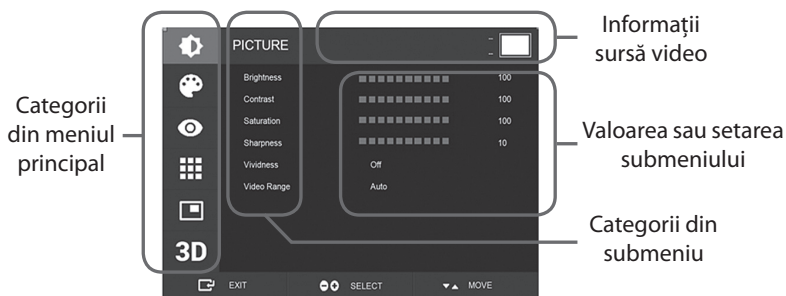 Informații
sursă video
Categorii
din meniul
principal
PICTURE
Brightness 100
Contrast 100
Saturation 100
Sharpness 10
Vividness Off
Video Range Auto
3D
EXIT SELECT MOVE
Valoarea sau setarea
submeniului
Categorii din
submeniu